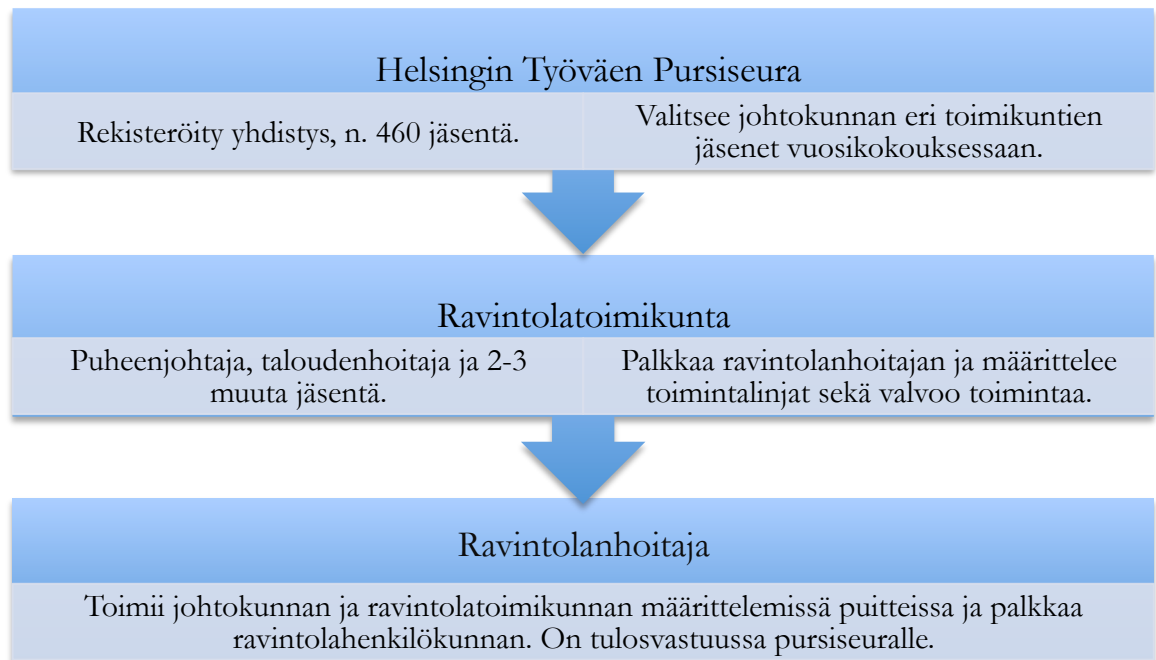 Helsingin Työväen Pursiseura
Rekisteröity yhdistys, n. 460 jäsentä.
Valitsee johtokunnan eri toimikuntien
jäsenet vuosikokouksessaan.
Ravintolatoimikunta
Puheenjohtaja, taloudenhoitaja ja 2-3
muuta jäsentä.
Palkkaa ravintolanhoitajan ja määrittelee
toimintalinjat sekä valvoo toimintaa.
Ravintolanhoitaja
Toimii johtokunnan ja ravintolatoimikunnan määrittelemissä puitteissa ja palkkaa
ravintolahenkilökunnan. On tulosvastuussa pursiseuralle.